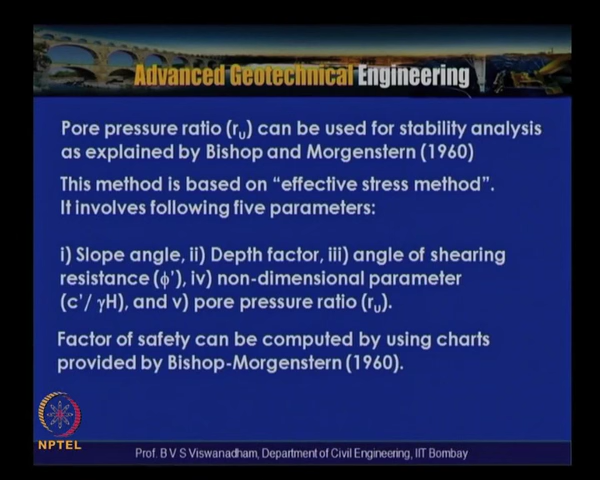 Advanced Geotechnical Engineering
Pore pressure ratio (rᵤ) can be used for stability analysis
as explained by Bishop and Morgenstern (1960)
This method is based on “effective stress method”.
It involves following five parameters:
i) Slope angle, ii) Depth factor, iii) angle of shearing
resistance (ϕ'), iv) non-dimensional parameter
(c'/ γH), and v) pore pressure ratio (rᵤ).
Factor of safety can be computed by using charts
provided by Bishop-Morgenstern (1960).
NPTEL
Prof. B V S Viswanadham, Department of Civil Engineering, IIT Bombay